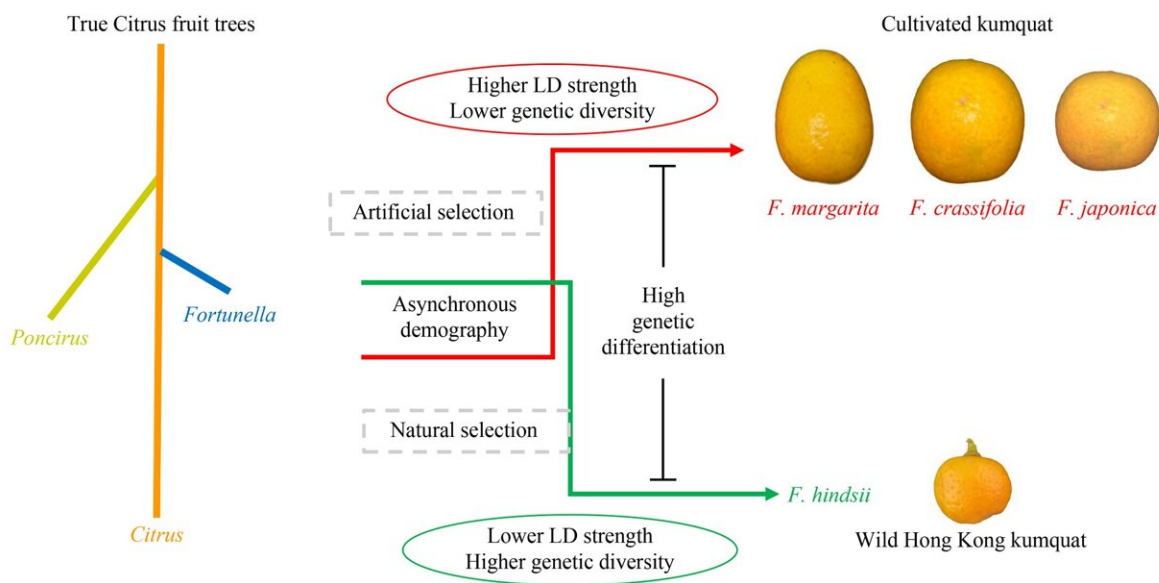 True Citrus fruit trees
Poncirus
Fortunella
Citrus
Higher LD strength
Lower genetic diversity
Artificial selection
Asynchronous
demography
Natural selection
Lower LD strength
Higher genetic diversity
High
genetic
differentiation
Cultivated kumquat
F. margarita
F. crassifolia
F. japonica
F. hindsii
Wild Hong Kong kumquat